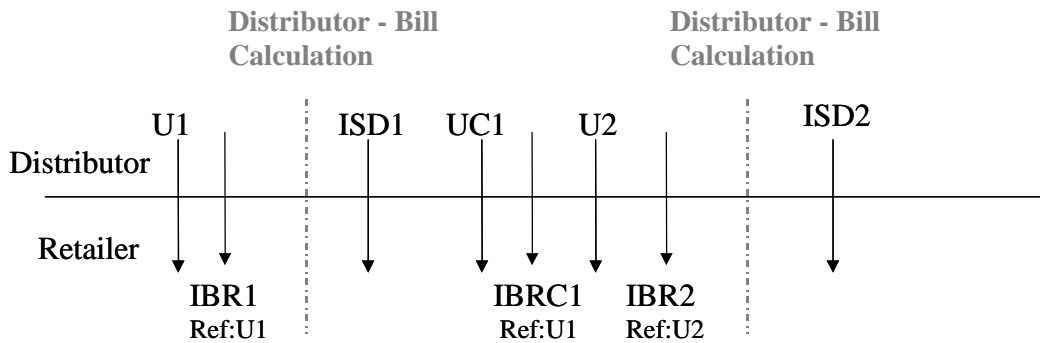 Distributor - Bill Calculation
Distributor - Bill Calculation
U1
ISD1
UC1
U2
ISD2
Distributor
Retailer
IBR1
IBRC1
IBR2
Ref:U1
Ref:U1
Ref:U2